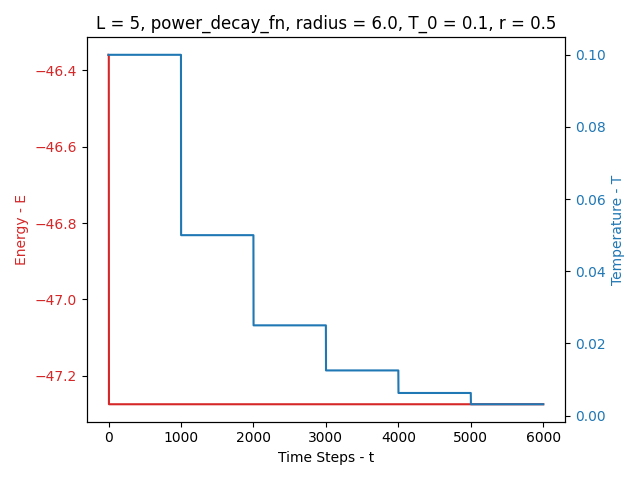 L = 5, power_decay_fn, radius = 6.0, T_0 = 0.1, r = 0.5
−46.4
−46.6
−46.8
−47.0
−47.2
Energy - E
0.10
0.08
0.06
0.04
0.02
0.00
Temperature - T
0 1000 2000 3000 4000 5000 6000
Time Steps - t